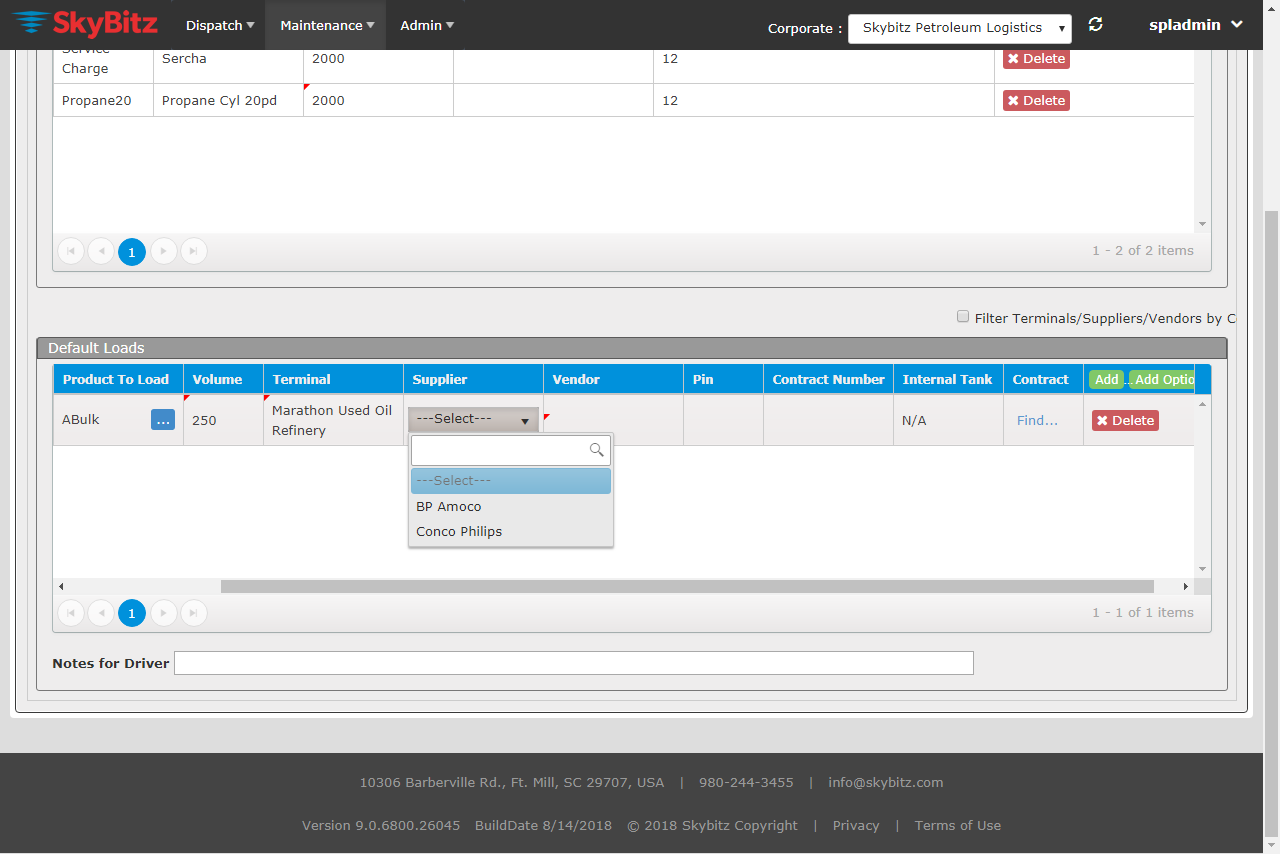 SkyBitz Dispatch ▾ Maintenance ▾ Admin ▾ Corporate : Skybitz Petroleum Logistics ▾ spladmin
Service
Charge Sercha 2000 12 Delete
Propane20 Propane Cyl 20pd 2000 12 Delete
1 1 - 2 of 2 items
Filter Terminals/Suppliers/Vendors by C
Default Loads
Product To Load Volume Terminal Supplier Vendor Pin Contract Number Internal Tank Contract Add ... Add Optio
ABulk ... 250 Marathon Used Oil
Refinery ---Select--- N/A Find... Delete
---Select---
BP Amoco
Conco Philips
1 1 - 1 of 1 items
Notes for Driver
10306 Barberville Rd., Ft. Mill, SC 29707, USA | 980-244-3455 | info@skybitz.com
Version 9.0.6800.26045 BuildDate 8/14/2018 © 2018 Skybitz Copyright | Privacy | Terms of Use